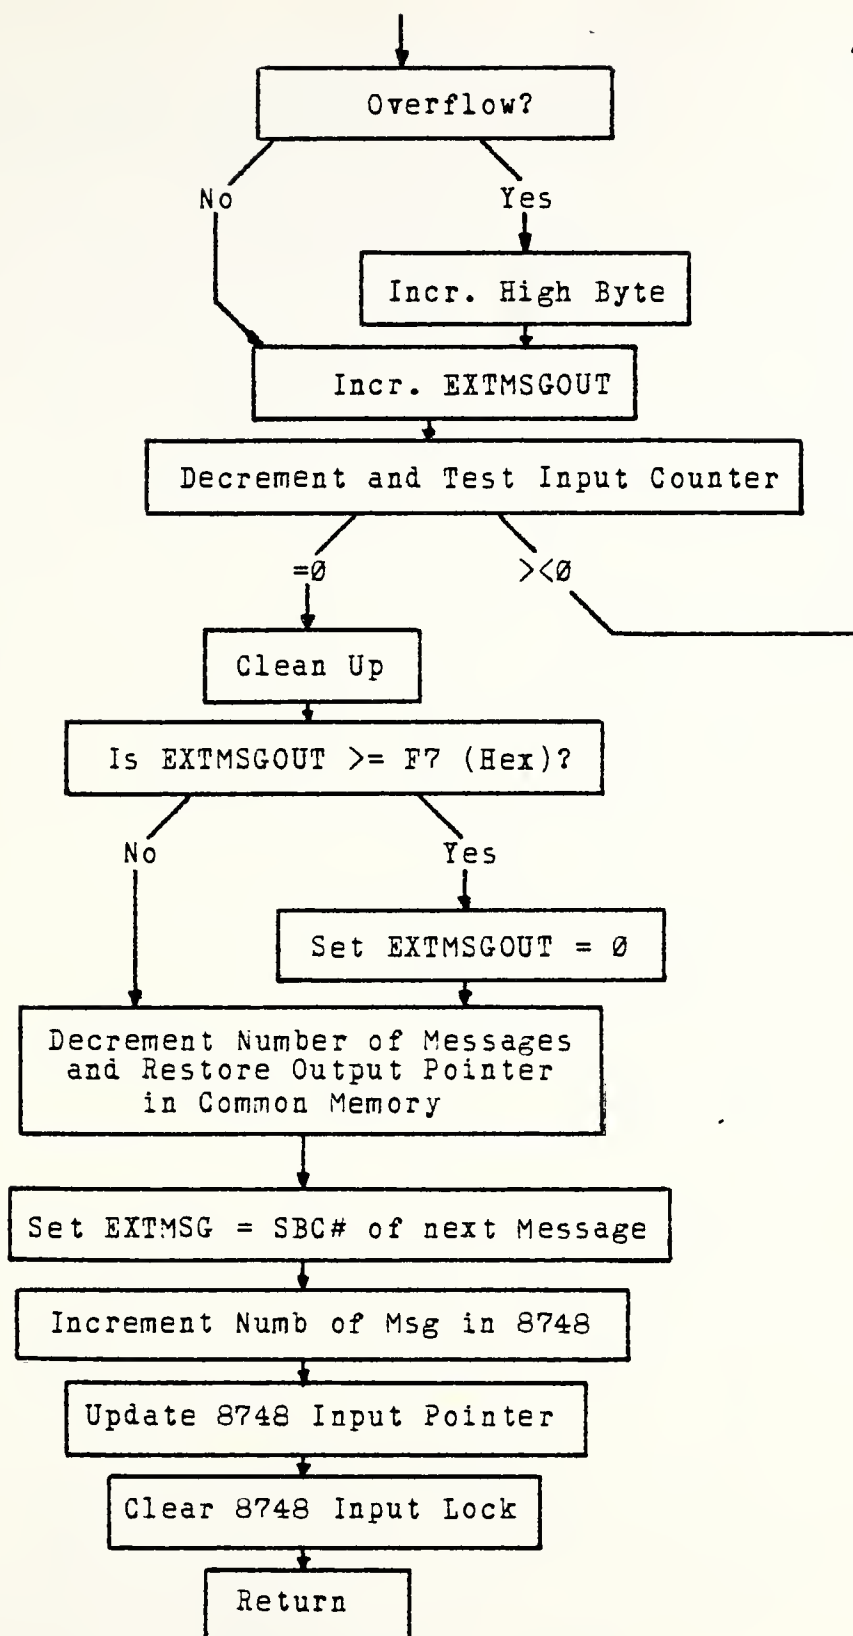 Overflow?
No
Yes
Incr. High Byte
Incr. EXTMSGOUT
Decrement and Test Input Counter
=0
><0
Clean Up
Is EXTMSGOUT >= F7 (Hex)?
No
Yes
Set EXTMSGOUT = 0
Decrement Number of Messages
and Restore Output Pointer
in Common Memory
Set EXTMSG = SBC# of next Message
Increment Numb of Msg in 8748
Update 8748 Input Pointer
Clear 8748 Input Lock
Return